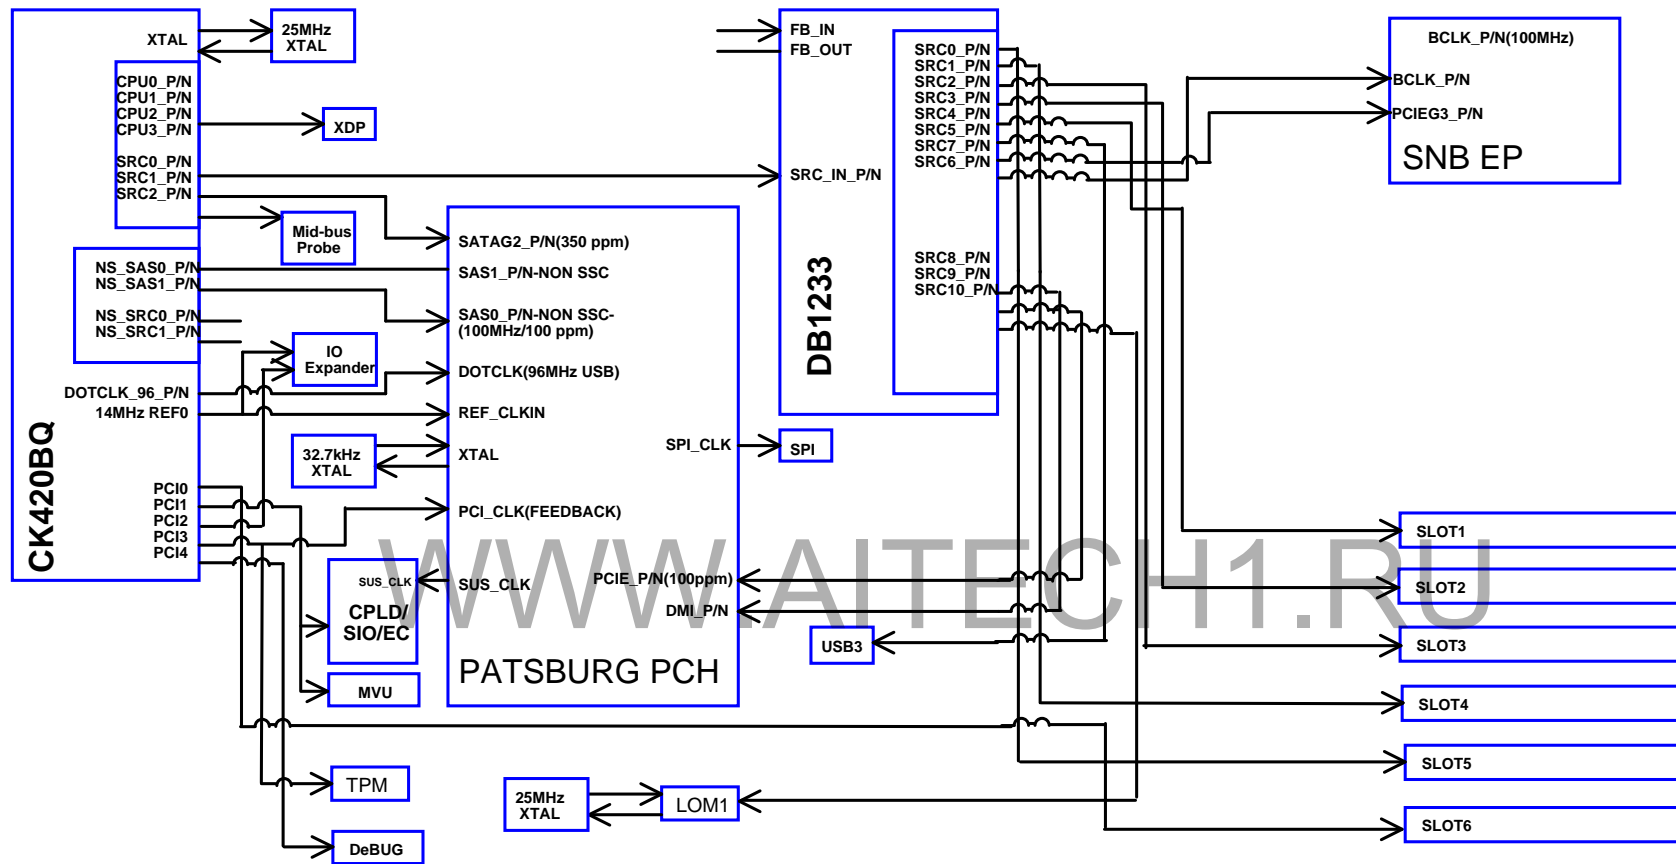 CK420BQ
XTAL
25MHz
XTAL
CPU0_P/N
CPU1_P/N
CPU2_P/N
CPU3_P/N
XDP
SRC0_P/N
SRC1_P/N
SRC2_P/N
Mid-bus
Probe
NS_SAS0_P/N
NS_SAS1_P/N
NS_SRC0_P/N
NS_SRC1_P/N
IO
Expander
DOTCLK_96_P/N
14MHz REF0
32.7kHz
XTAL
PCI0
PCI1
PCI2
PCI3
PCI4
SUS_CLK
CPLD/
SIO/EC
MVU
TPM
DeBUG
SATAG2_P/N(350 ppm)
SAS1_P/N-NON SSC
SAS0_P/N-NON SSC-
(100MHz/100 ppm)
DOTCLK(96MHz USB)
REF_CLKIN
XTAL
SPI_CLK
PCI_CLK(FEEDBACK)
SUS_CLK
PCIE_P/N(100ppm)
DMI_P/N
PATSBURG PCH
SPI
USB3
25MHz
XTAL
LOM1
DB1233
FB_IN
FB_OUT
SRC_IN_P/N
SRC0_P/N
SRC1_P/N
SRC2_P/N
SRC3_P/N
SRC4_P/N
SRC5_P/N
SRC7_P/N
SRC6_P/N
SRC8_P/N
SRC9_P/N
SRC10_P/N
BCLK_P/N(100MHz)
BCLK_P/N
PCIEG3_P/N
SNB EP
SLOT1
SLOT2
SLOT3
SLOT4
SLOT5
SLOT6
WWW.AITECH1.RU